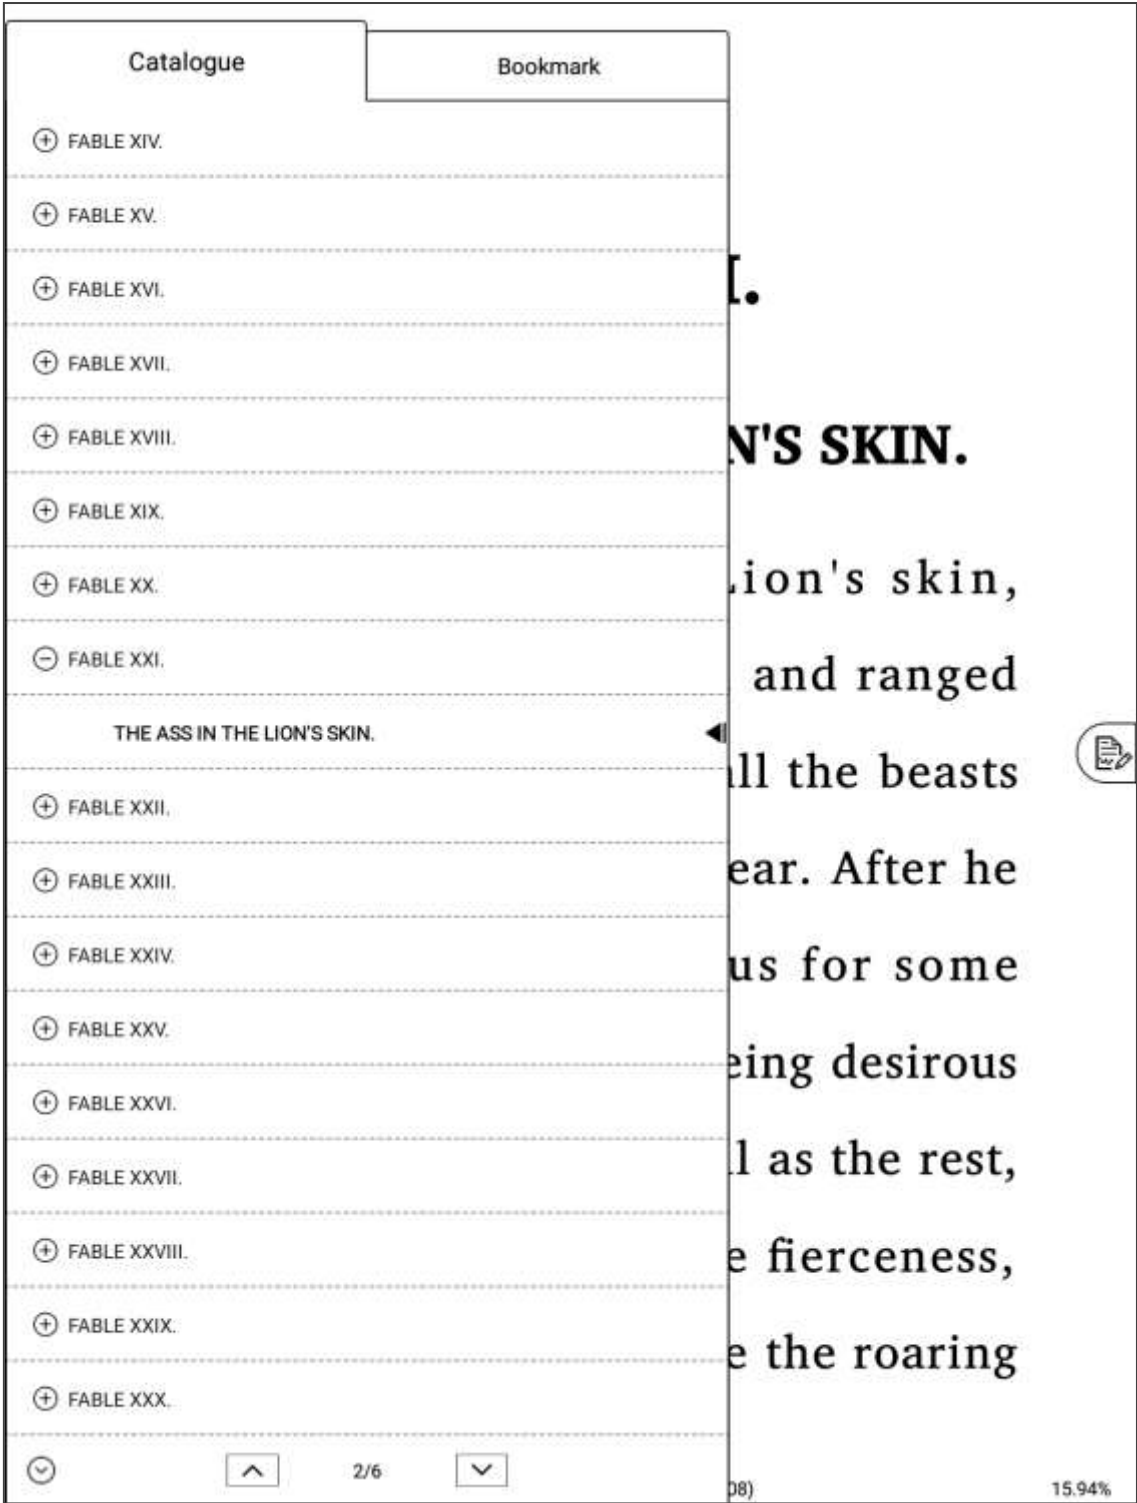 Catalogue
Bookmark
FABLE XIV.
FABLE XV.
FABLE XVI.
FABLE XVII.
FABLE XVIII.
FABLE XIX.
FABLE XX.
FABLE XXI.
THE ASS IN THE LION'S SKIN.
FABLE XXII.
FABLE XXIII.
FABLE XXIV.
FABLE XXV.
FABLE XXVI.
FABLE XXVII.
FABLE XXVIII.
FABLE XXIX.
FABLE XXX.
2/6
I.
N'S SKIN.
ion's skin,
and ranged
ll the beasts
ear. After he
us for some
eing desirous
l as the rest,
e fierceness,
e the roaring
08)
15.94%